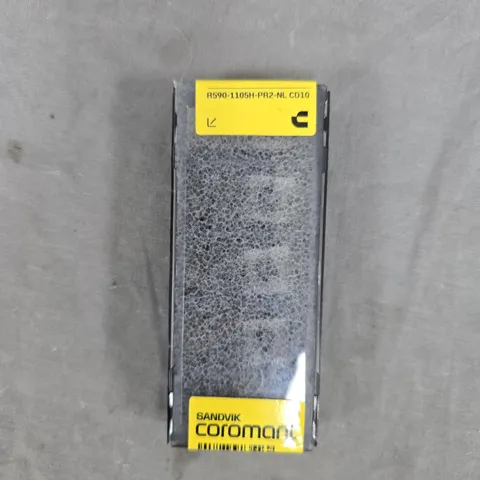 R590-1105H-PR2-NL CD10
SANDVIK
coromant